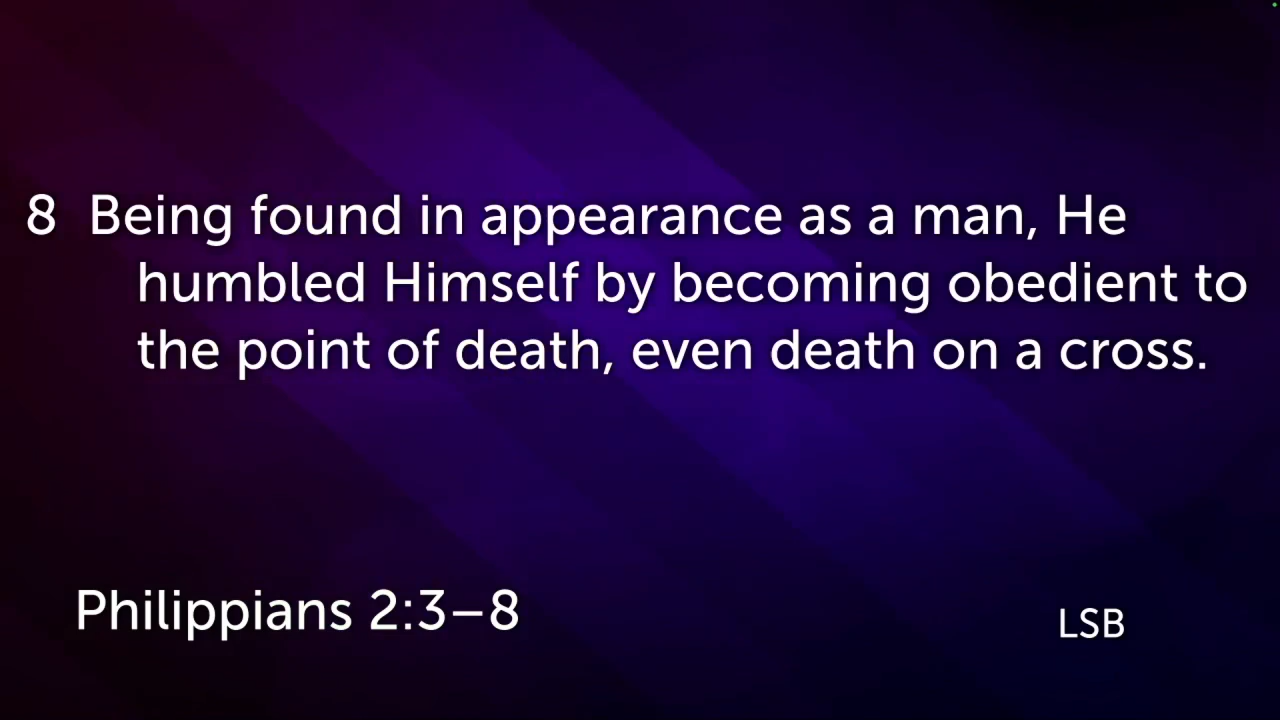 8 Being found in appearance as a man, He
humbled Himself by becoming obedient to
the point of death, even death on a cross.
Philippians 2:3–8
LSB